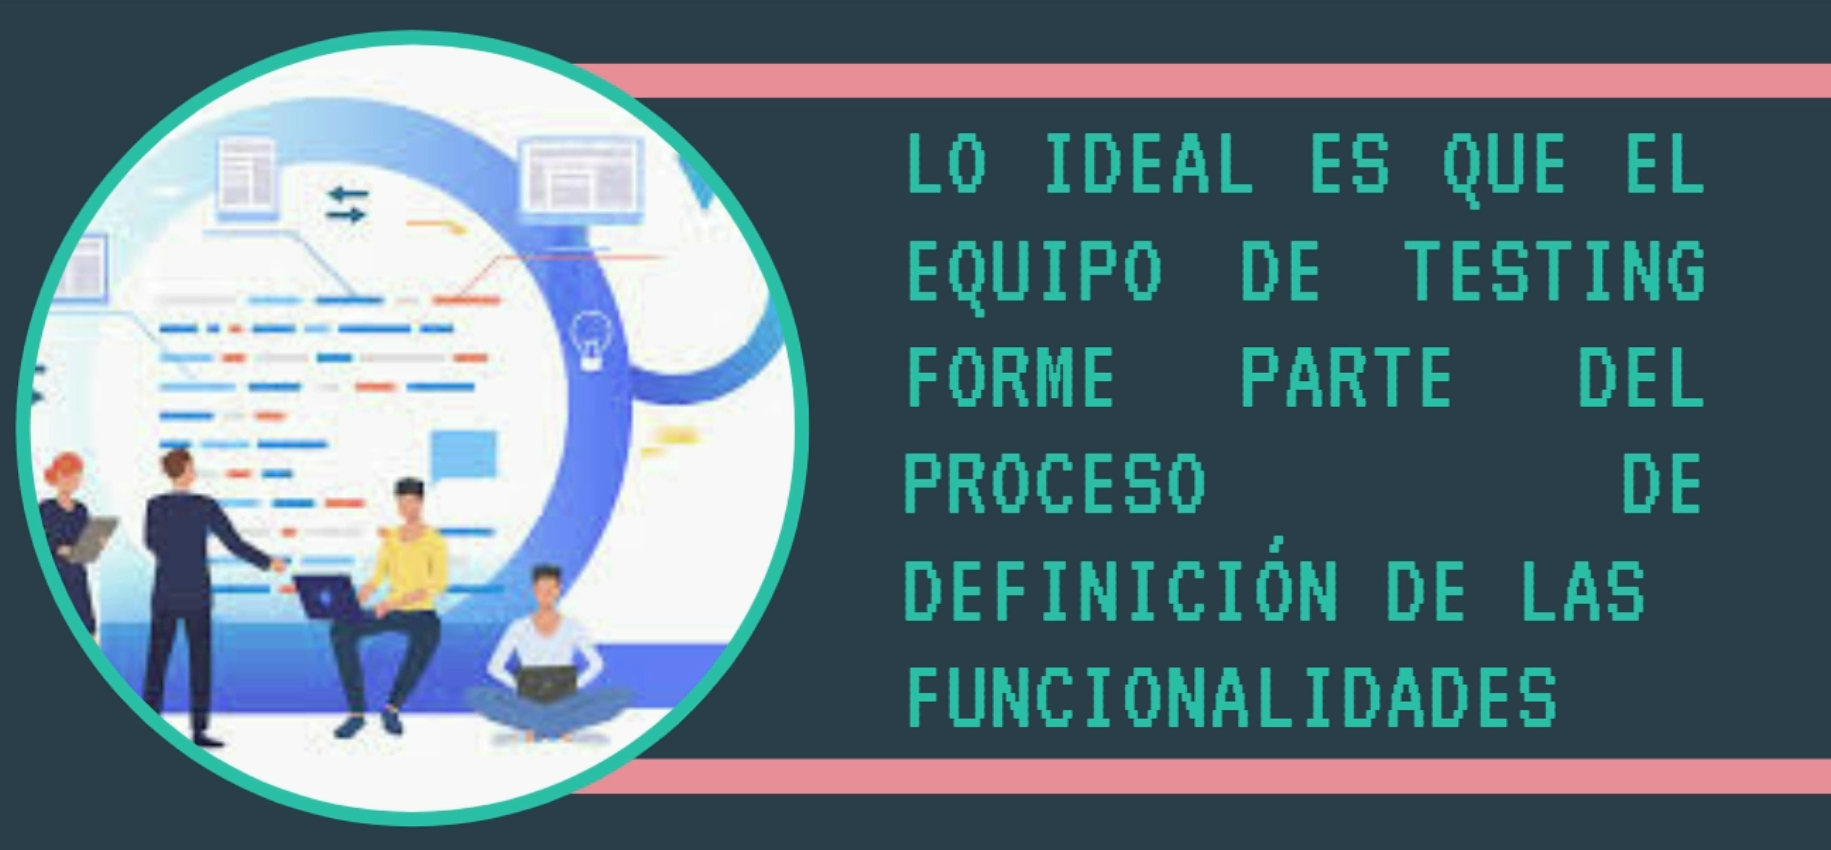 LO IDEAL ES QUE EL
EQUIPO DE TESTING
FORME PARTE DEL
PROCESO DE
DEFINICIÓN DE LAS
FUNCIONALIDADES